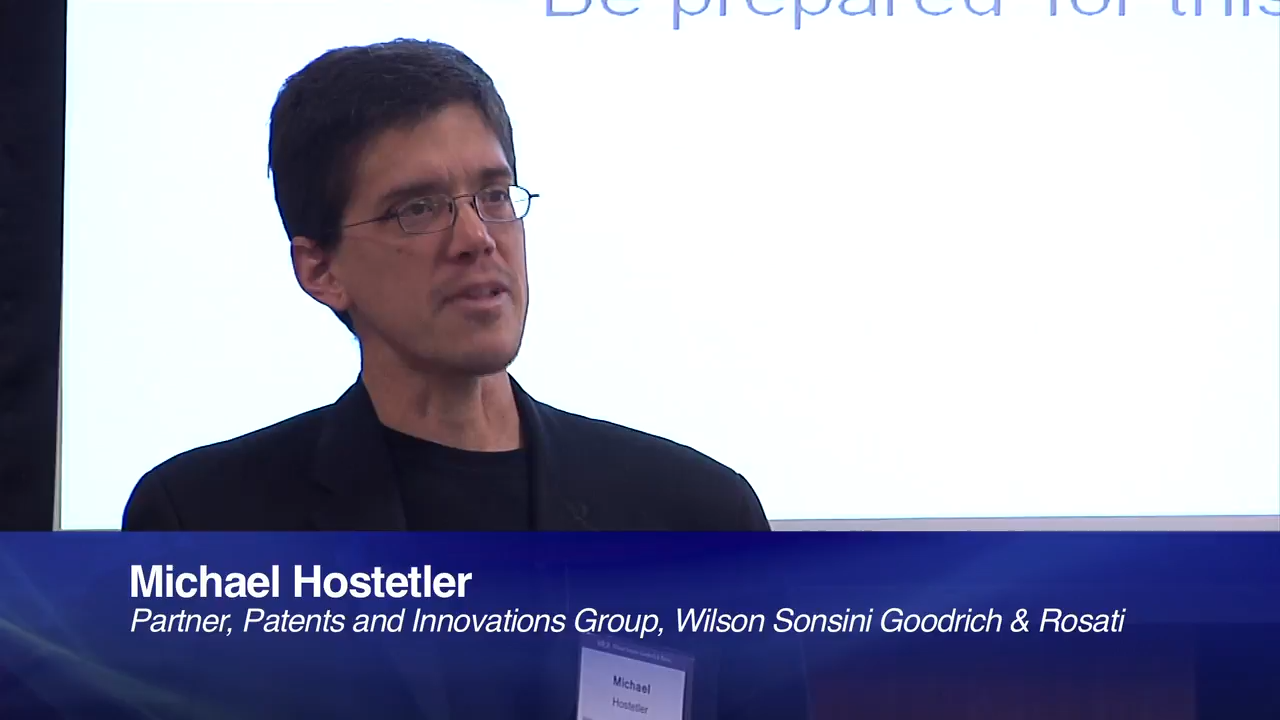 Be prepared for this
Michael Hostetler
Partner, Patents and Innovations Group, Wilson Sonsini Goodrich & Rosati
Michael
Hostetler